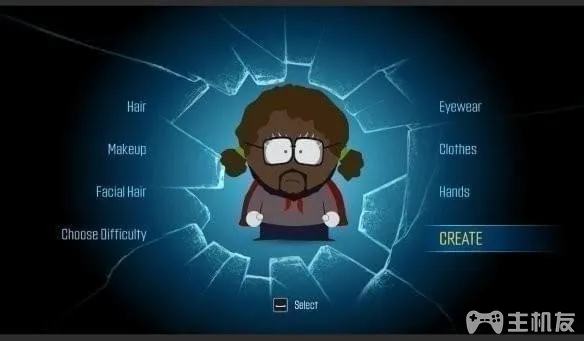 Hair
Makeup
Facial Hair
Choose Difficulty
Eyewear
Clothes
Hands
CREATE
Select
主机友